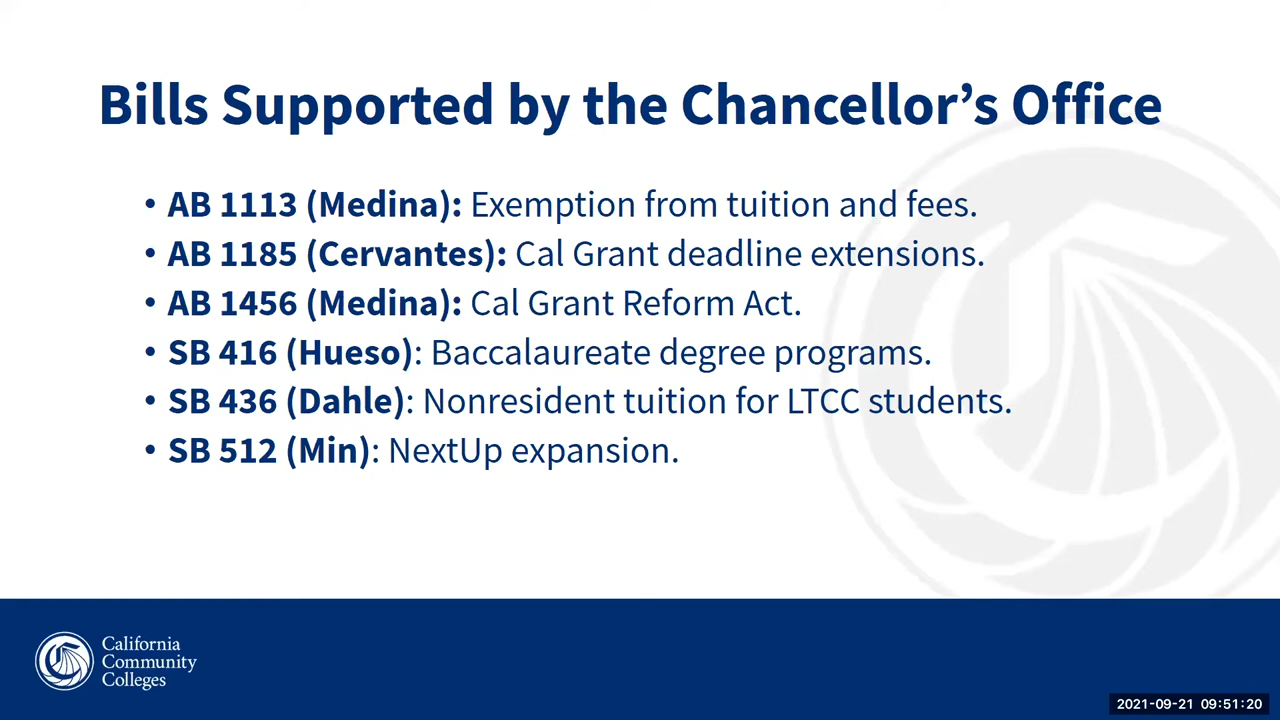 Bills Supported by the Chancellor’s Office
• AB 1113 (Medina): Exemption from tuition and fees.
• AB 1185 (Cervantes): Cal Grant deadline extensions.
• AB 1456 (Medina): Cal Grant Reform Act.
• SB 416 (Hueso): Baccalaureate degree programs.
• SB 436 (Dahle): Nonresident tuition for LTCC students.
• SB 512 (Min): NextUp expansion.
California
Community
Colleges
2021-09-21 09:51:20